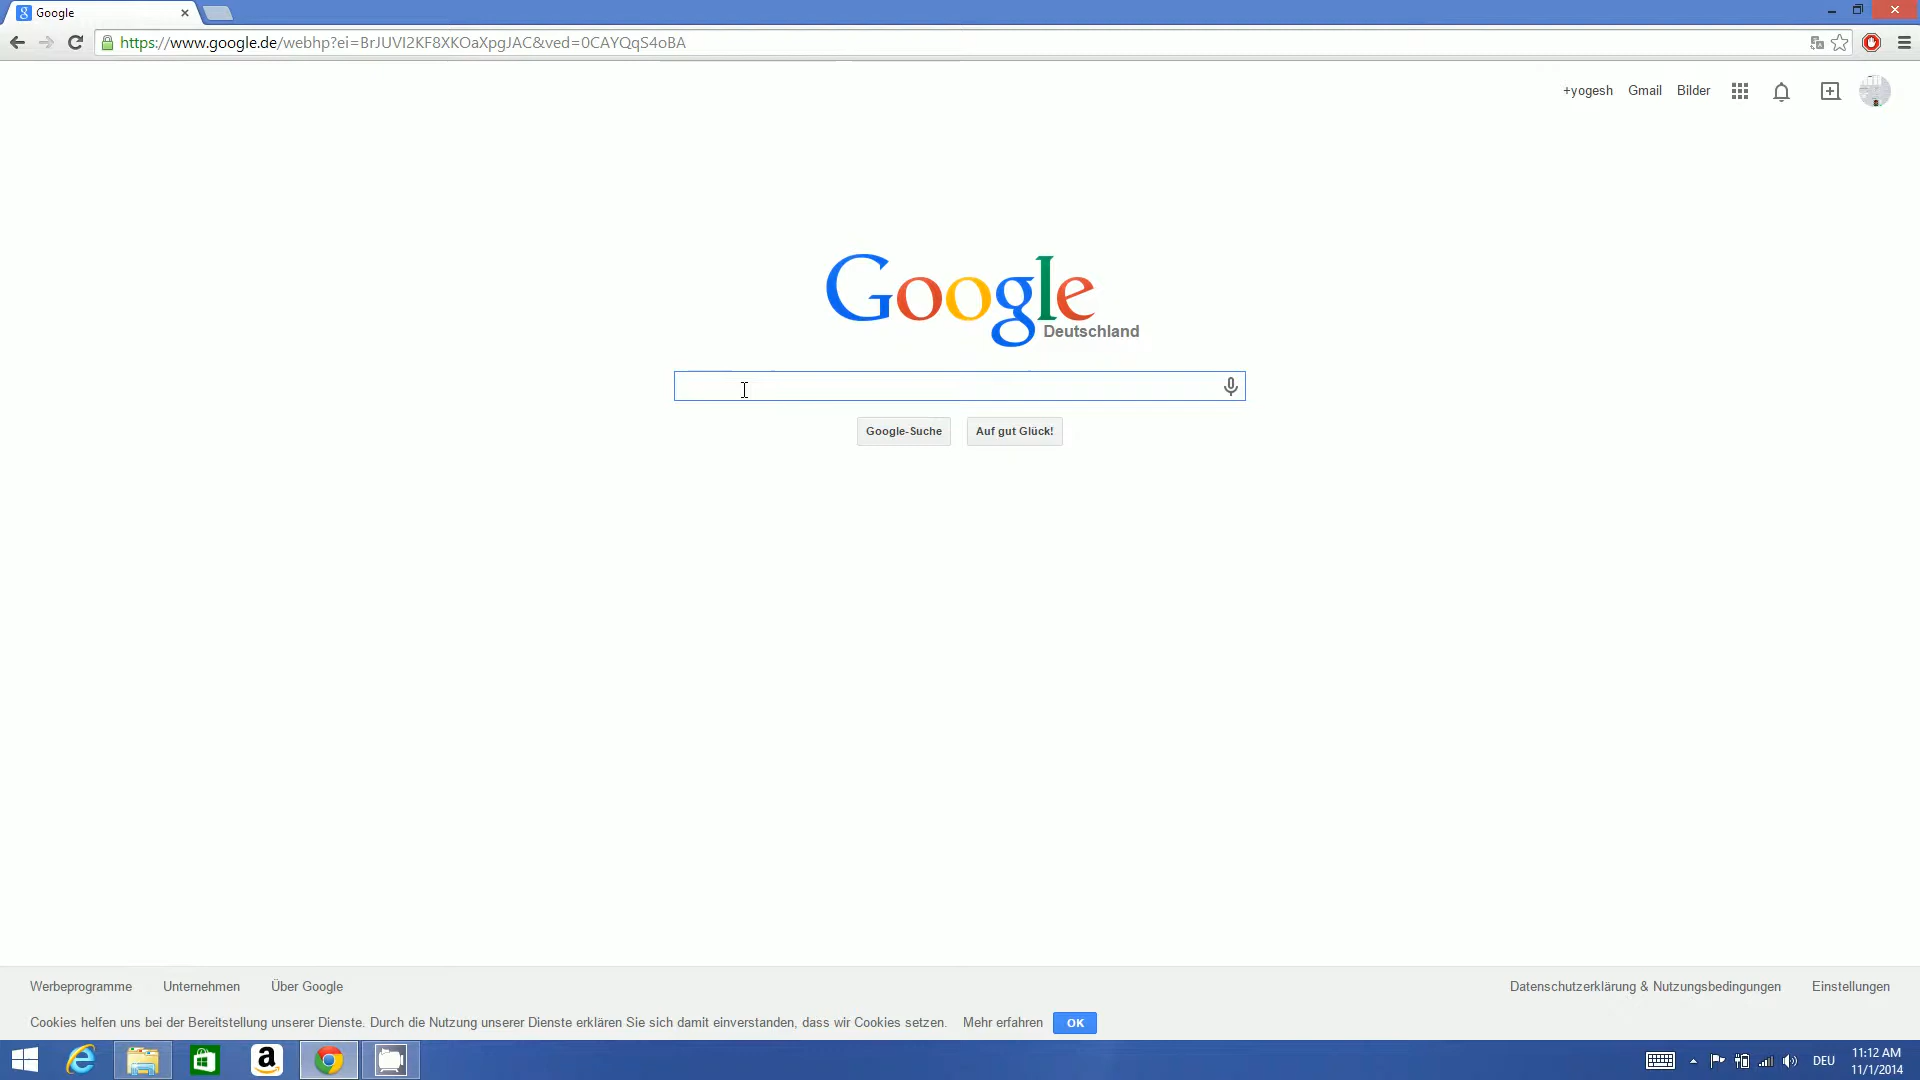 Google
https://www.google.de/webhp?ei=BrJUVI2KF8XKOaXpgJAC&ved=0CAYQqS4oBA
+yogesh Gmail Bilder
Google
Deutschland
Google-Suche Auf gut Glück!
Werbeprogramme Unternehmen Über Google Datenschutzerklärung & Nutzungsbedingungen Einstellungen
Cookies helfen uns bei der Bereitstellung unserer Dienste. Durch die Nutzung unserer Dienste erklären Sie sich damit einverstanden, dass wir Cookies setzen. Mehr erfahren OK
DEU 11:12 AM
11/1/2014